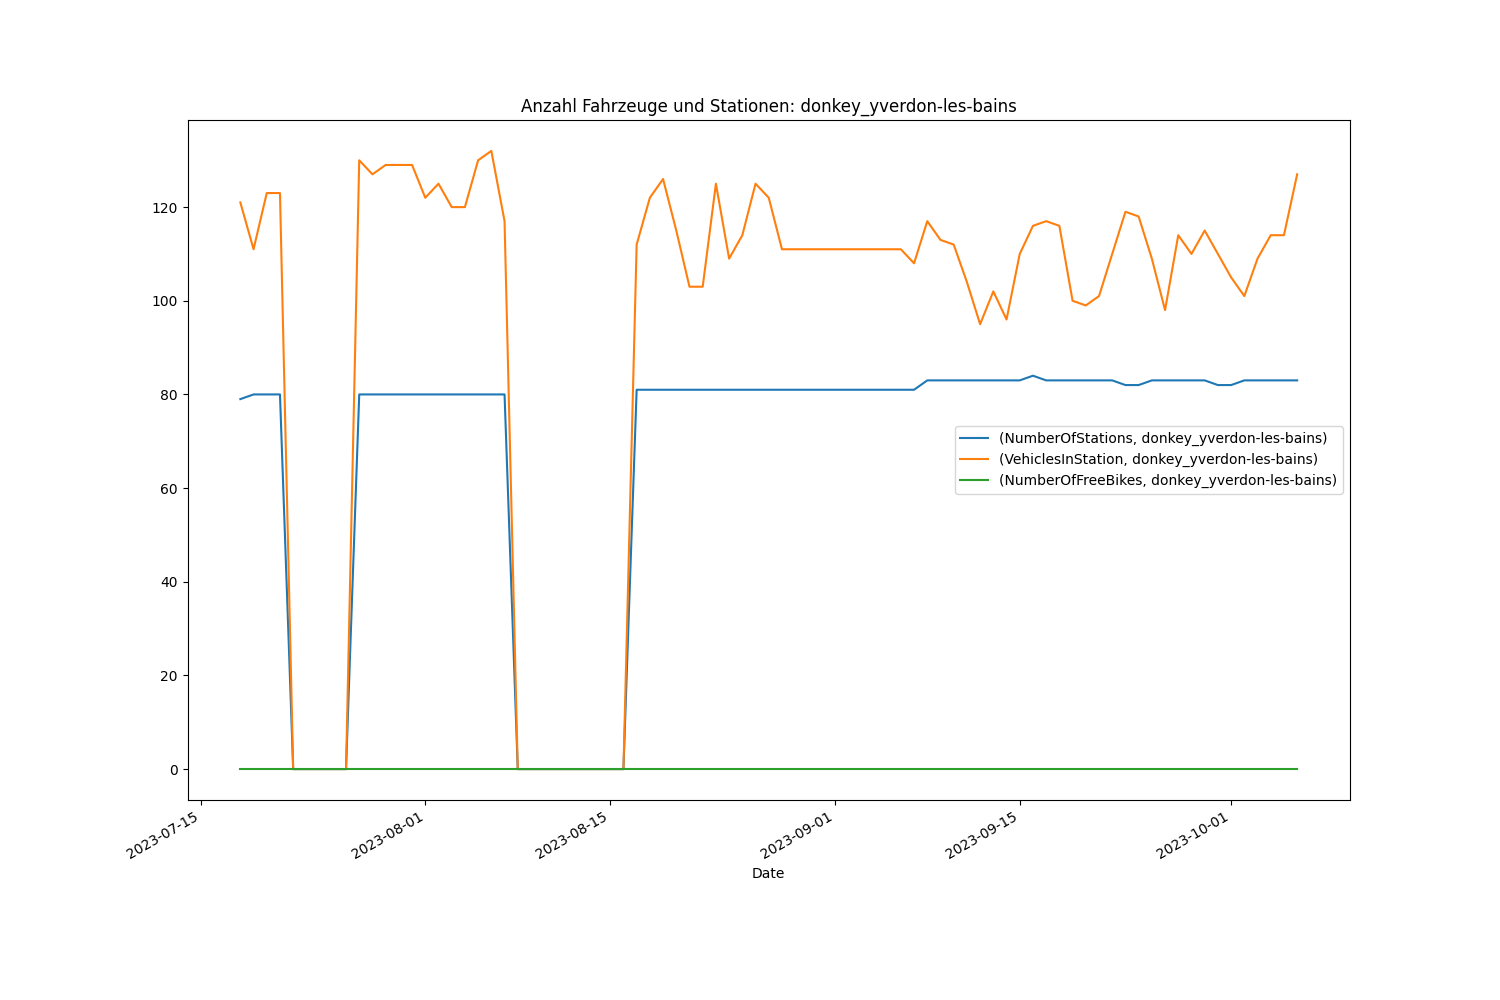 Anzahl Fahrzeuge und Stationen: donkey_yverdon-les-bains
120
100
80
60
40
20
0
(NumberOfStations, donkey_yverdon-les-bains)
(VehiclesInStation, donkey_yverdon-les-bains)
(NumberOfFreeBikes, donkey_yverdon-les-bains)
2023-07-15
2023-08-01
2023-08-15
2023-09-01
2023-09-15
2023-10-01
Date